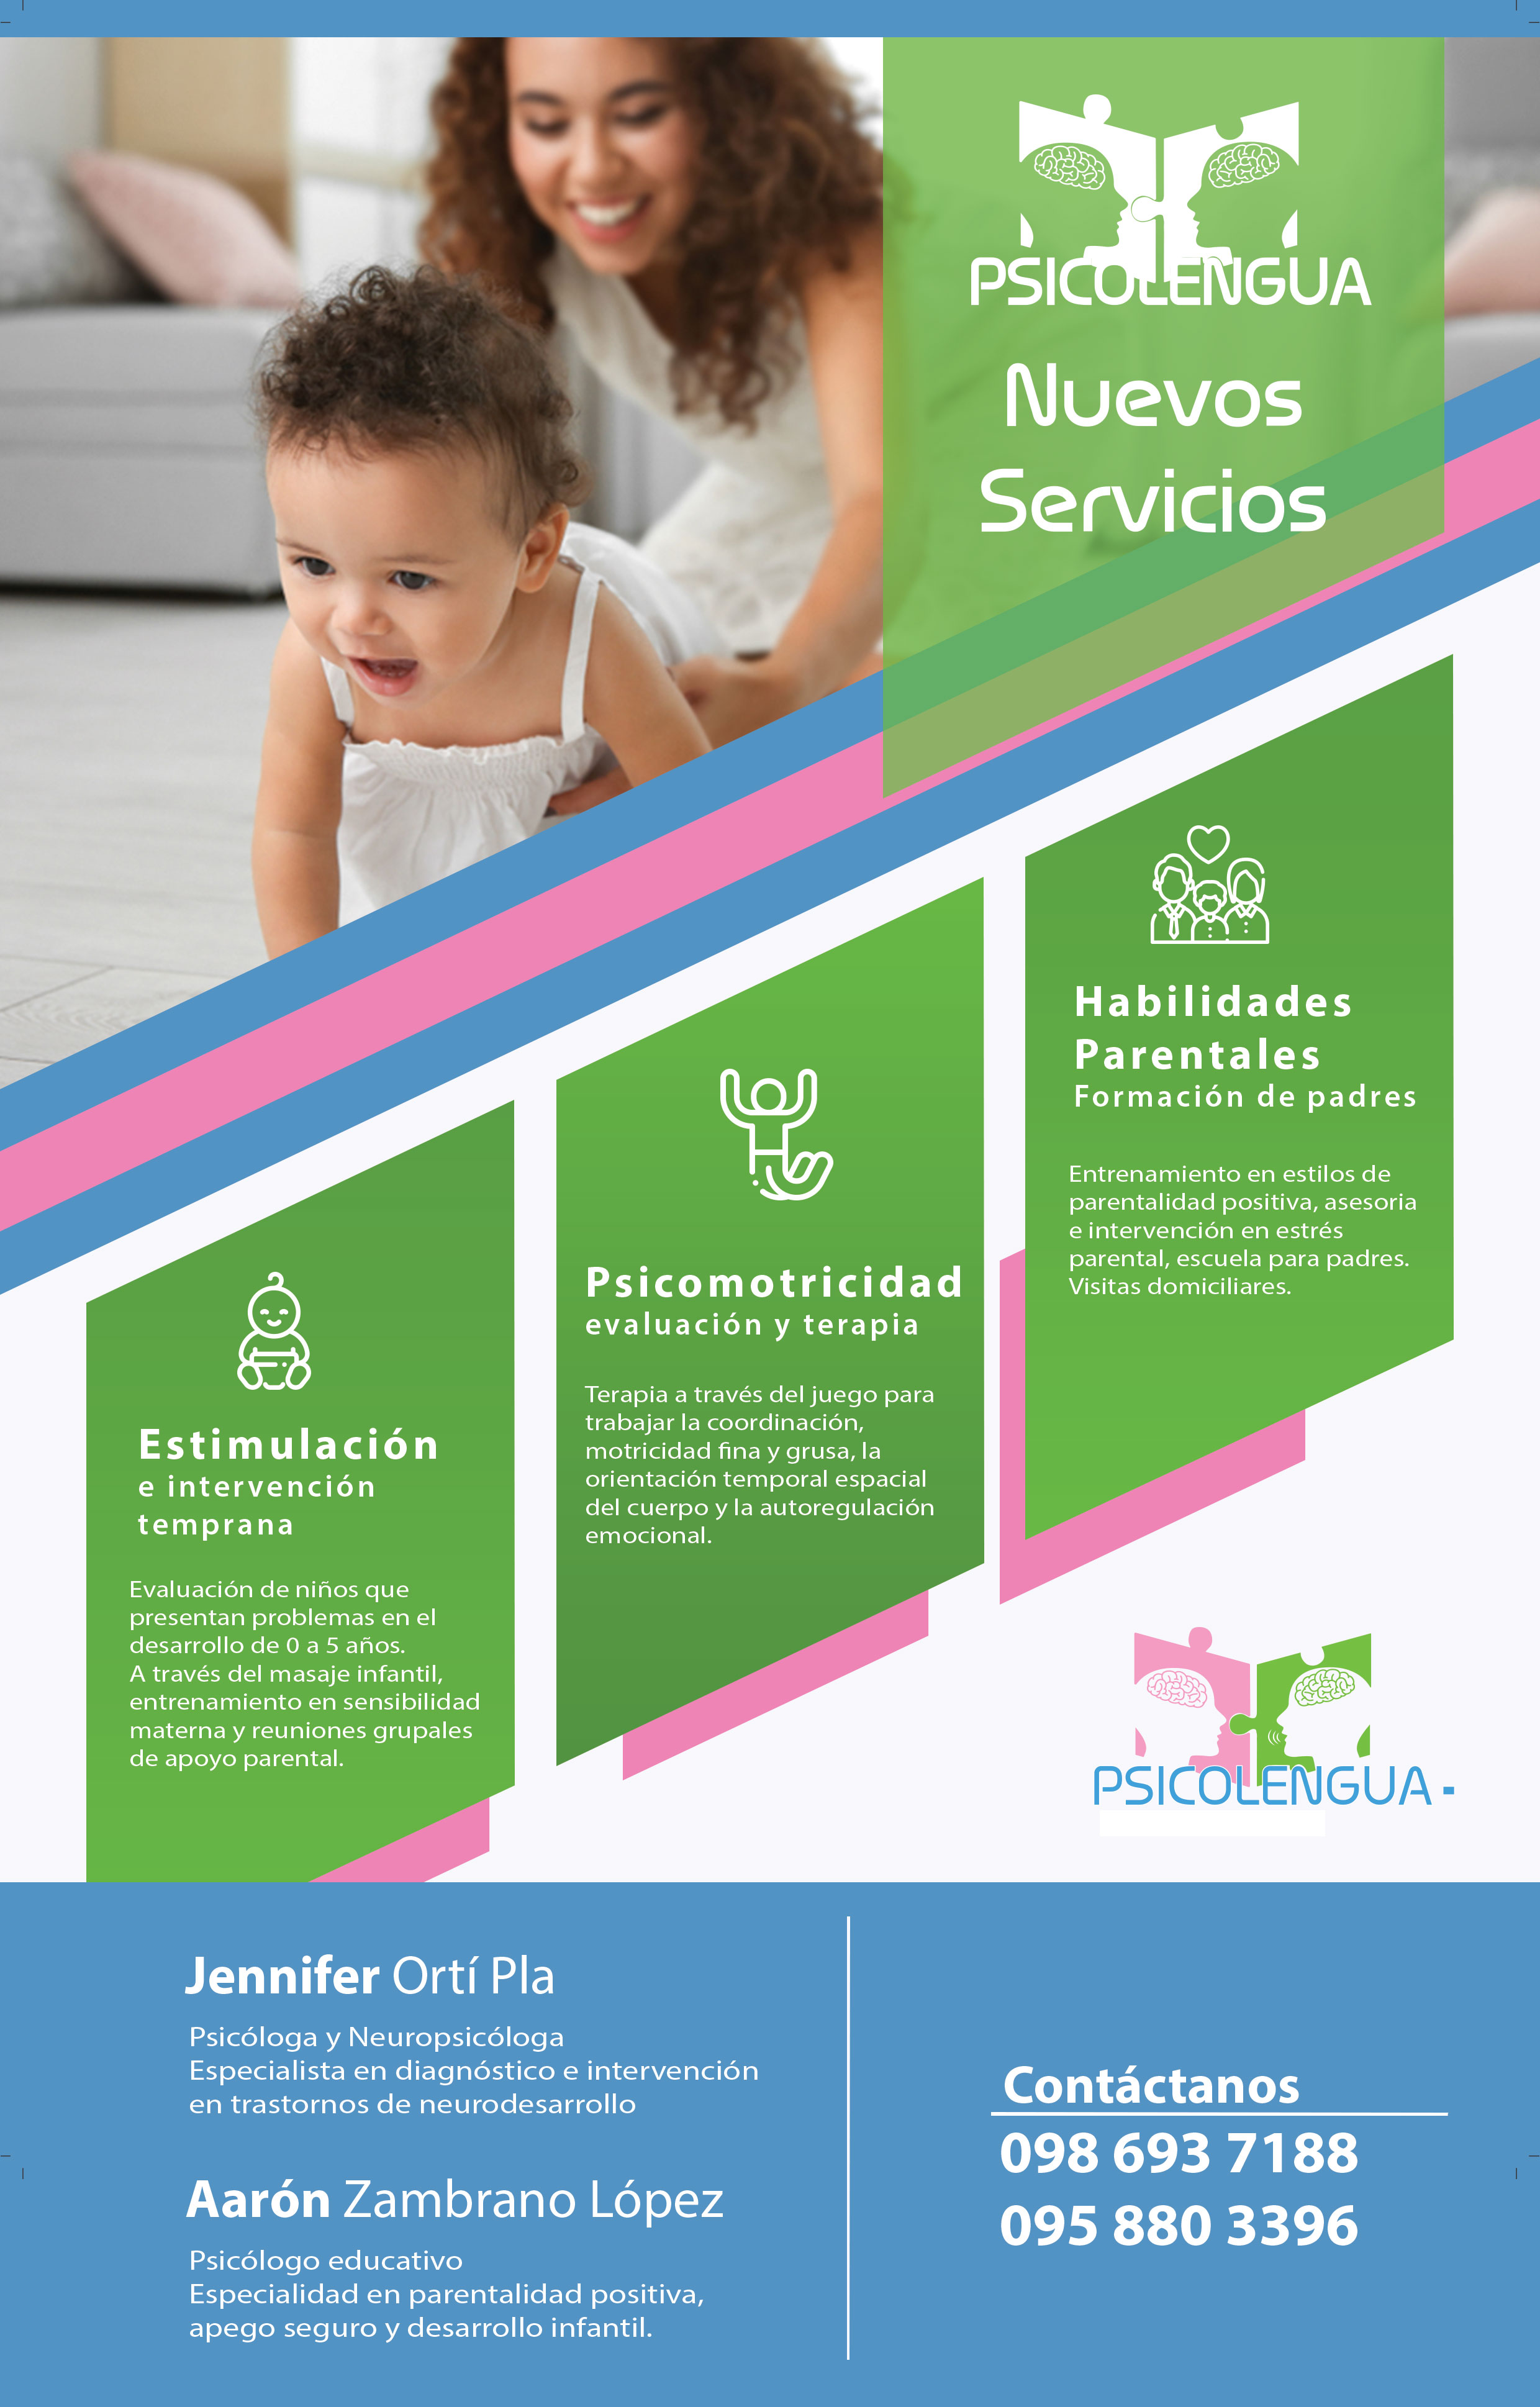 PSICOLENGUA
Nuevos
Servicios
Habilidades
Parentales
Formación de padres
Entrenamiento en estilos de
parentalidad positiva, asesoria
e intervención en estrés
parental, escuela para padres.
Visitas domiciliares.
Psicomotricidad
evaluación y terapia
Terapia a través del juego para
trabajar la coordinación,
motricidad fina y grusa, la
orientación temporal espacial
del cuerpo y la autoregulación
emocional.
Estimulación
e intervención
temprana
Evaluación de niños que
presentan problemas en el
desarrollo de 0 a 5 años.
A través del masaje infantil,
entrenamiento en sensibilidad
materna y reuniones grupales
de apoyo parental.
PSICOLENGUA -
Jennifer Ortí Pla
Psicóloga y Neuropsicóloga
Especialista en diagnóstico e intervención
en trastornos de neurodesarrollo
Aarón Zambrano López
Psicólogo educativo
Especialidad en parentalidad positiva,
apego seguro y desarrollo infantil.
Contáctanos
098 693 7188
095 880 3396